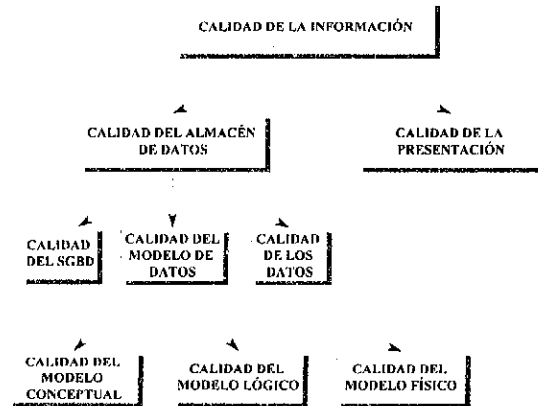 CALIDAD DE LA INFORMACIÓN
CALIDAD DEL ALMACÉN
DE DATOS
CALIDAD DE LA
PRESENTACIÓN
CALIDAD
DEL SGBD
CALIDAD DEL
MODELO DE
DATOS
CALIDAD
DE LOS
DATOS
CALIDAD DEL
MODELO
CONCEPTUAL
CALIDAD DEL
MODELO LÓGICO
CALIDAD DEL
MODELO FÍSICO